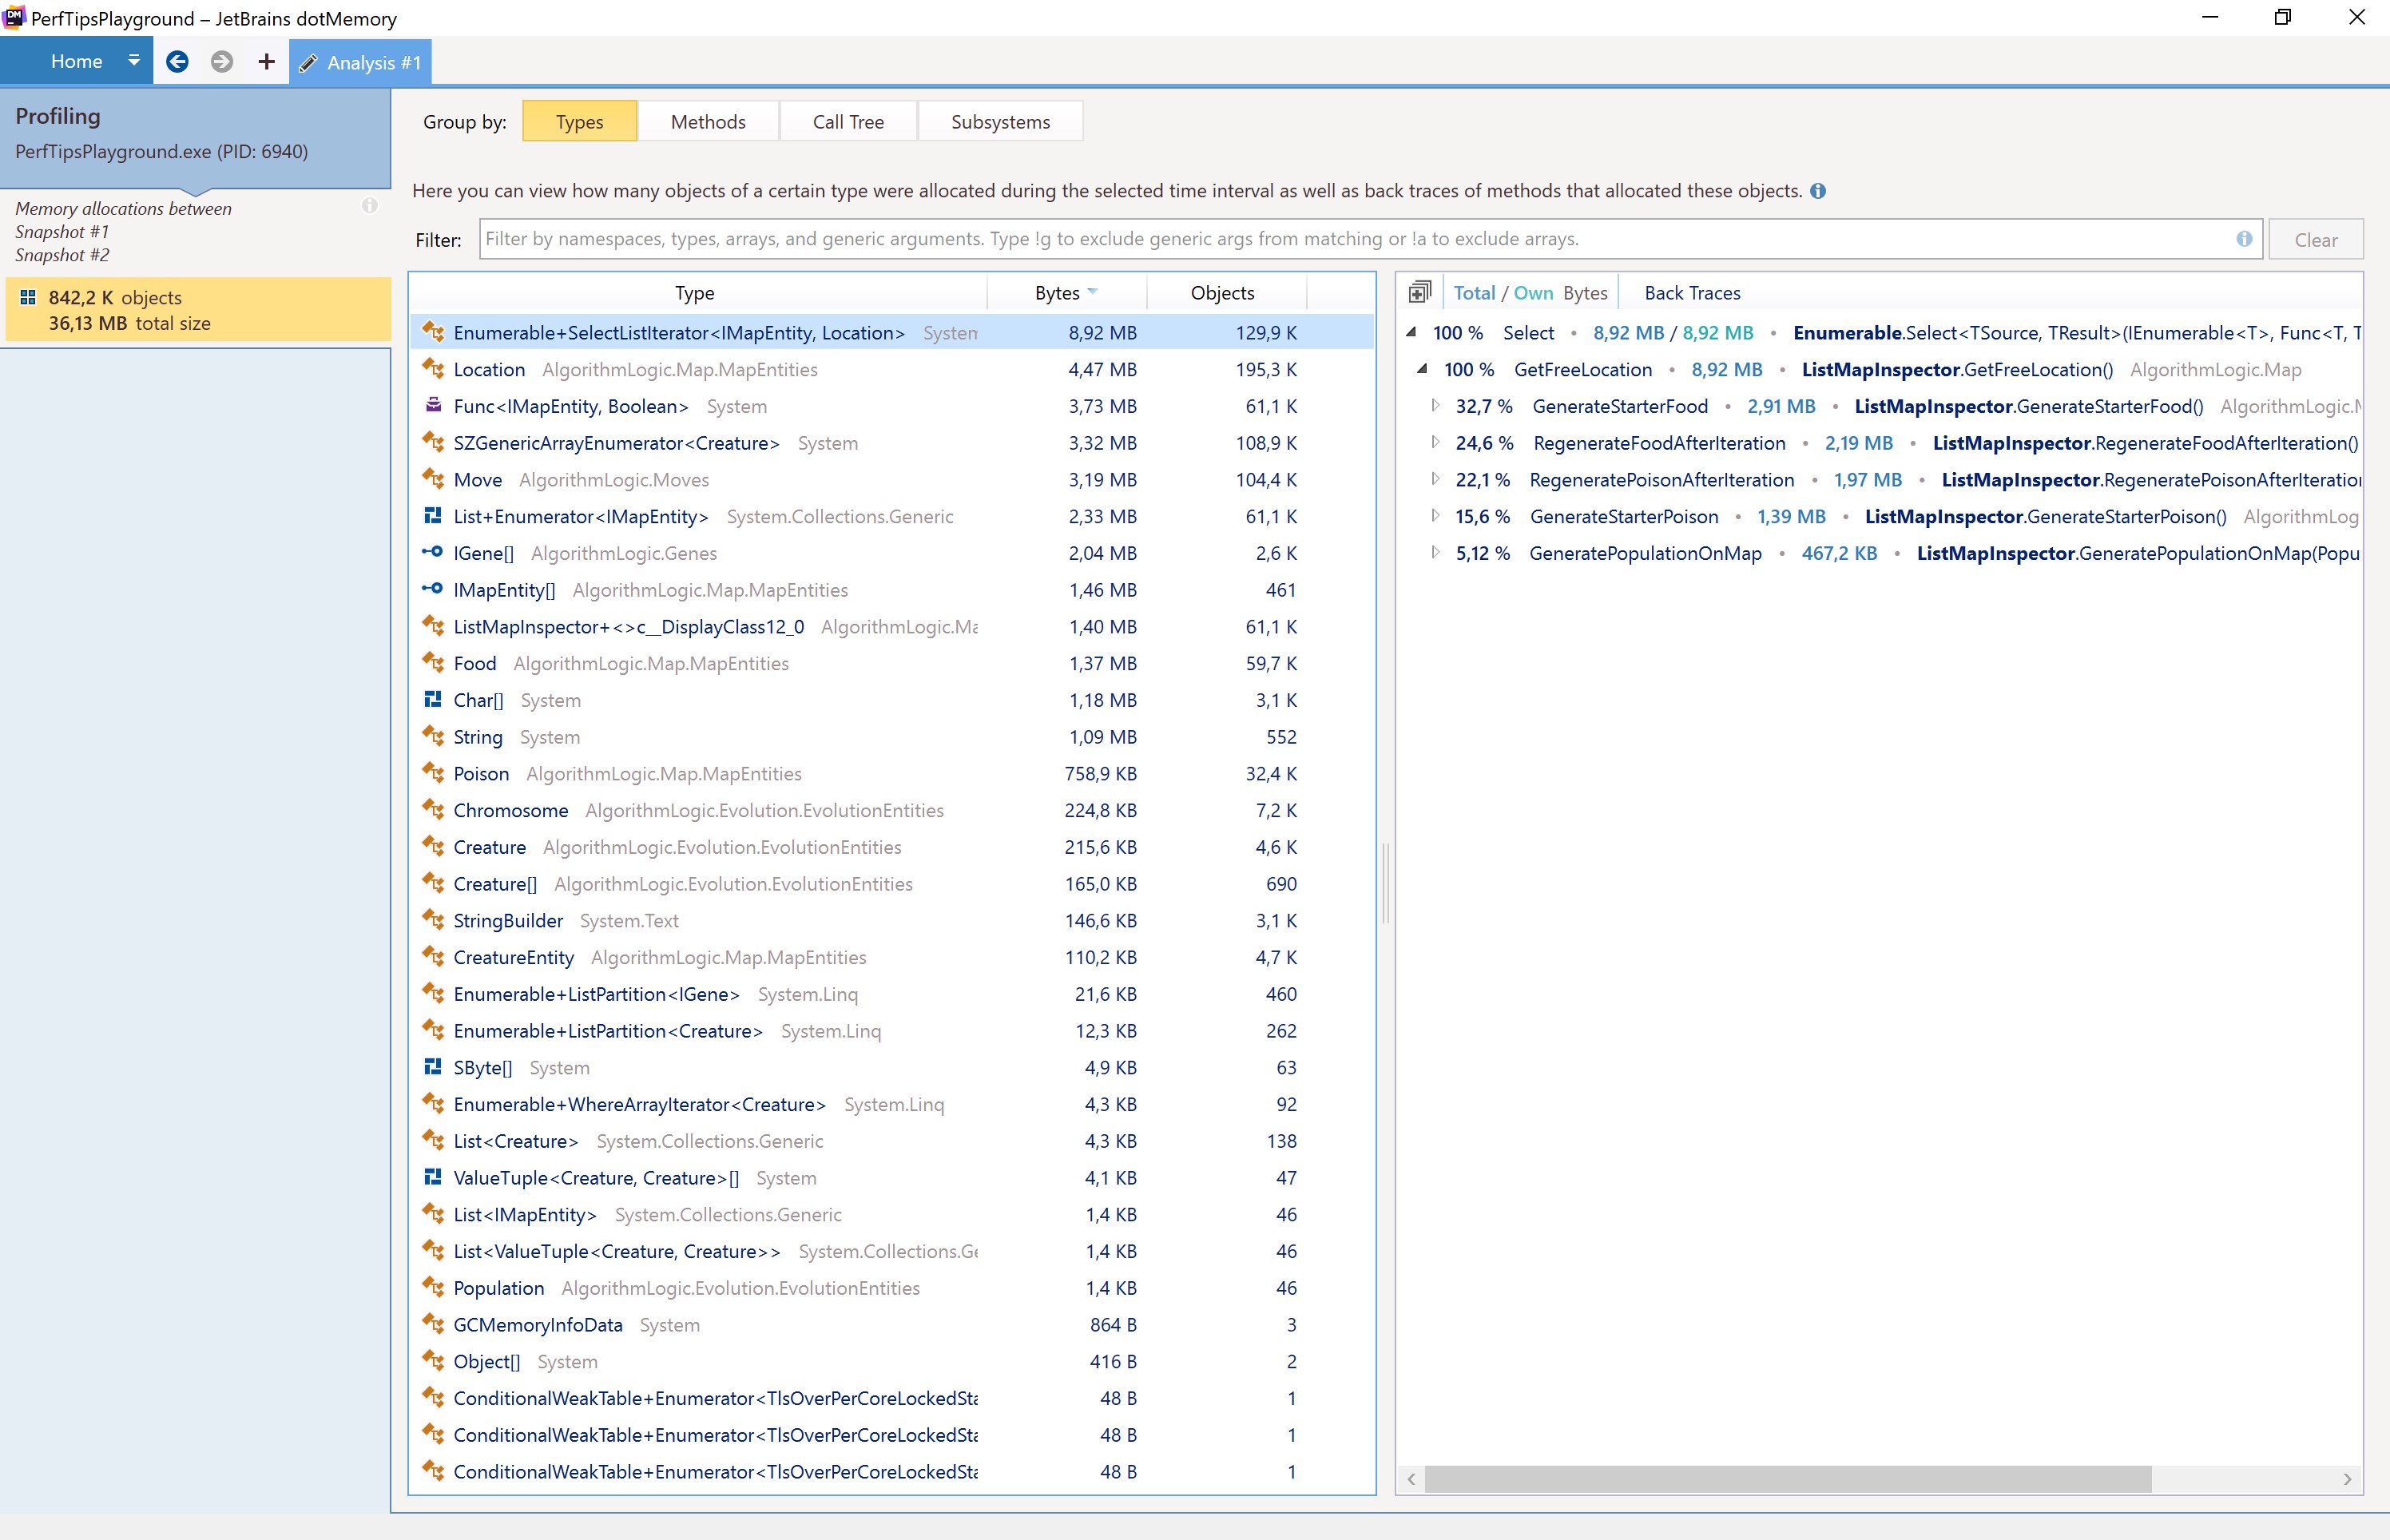 PerfTipsPlayground – JetBrains dotMemory
Home
Analysis #1
Profiling
PerfTipsPlayground.exe (PID: 6940)
Memory allocations between
Snapshot #1
Snapshot #2
842,2 K objects
36,13 MB total size
Group by: Types Methods Call Tree Subsystems
Here you can view how many objects of a certain type were allocated during the selected time interval as well as back traces of methods that allocated these objects.
Filter: Filter by namespaces, types, arrays, and generic arguments. Type !g to exclude generic args from matching or !a to exclude arrays. Clear
Type Bytes Objects
Enumerable+SelectListIterator<IMapEntity, Location> System 8,92 MB 129,9 K
Location AlgorithmLogic.Map.MapEntities 4,47 MB 195,3 K
Func<IMapEntity, Boolean> System 3,73 MB 61,1 K
SZGenericArrayEnumerator<Creature> System 3,32 MB 108,9 K
Move AlgorithmLogic.Moves 3,19 MB 104,4 K
List+Enumerator<IMapEntity> System.Collections.Generic 2,33 MB 61,1 K
IGene[] AlgorithmLogic.Genes 2,04 MB 2,6 K
IMapEntity[] AlgorithmLogic.Map.MapEntities 1,46 MB 461
ListMapInspector+<>c__DisplayClass12_0 AlgorithmLogic.Ma 1,40 MB 61,1 K
Food AlgorithmLogic.Map.MapEntities 1,37 MB 59,7 K
Char[] System 1,18 MB 3,1 K
String System 1,09 MB 552
Poison AlgorithmLogic.Map.MapEntities 758,9 KB 32,4 K
Chromosome AlgorithmLogic.Evolution.EvolutionEntities 224,8 KB 7,2 K
Creature AlgorithmLogic.Evolution.EvolutionEntities 215,6 KB 4,6 K
Creature[] AlgorithmLogic.Evolution.EvolutionEntities 165,0 KB 690
StringBuilder System.Text 146,6 KB 3,1 K
CreatureEntity AlgorithmLogic.Map.MapEntities 110,2 KB 4,7 K
Enumerable+ListPartition<IGene> System.Linq 21,6 KB 460
Enumerable+ListPartition<Creature> System.Linq 12,3 KB 262
SByte[] System 4,9 KB 63
Enumerable+WhereArrayIterator<Creature> System.Linq 4,3 KB 92
List<Creature> System.Collections.Generic 4,3 KB 138
ValueTuple<Creature, Creature>[] System 4,1 KB 47
List<IMapEntity> System.Collections.Generic 1,4 KB 46
List<ValueTuple<Creature, Creature>> System.Collections.Ge 1,4 KB 46
Population AlgorithmLogic.Evolution.EvolutionEntities 1,4 KB 46
GCMemoryInfoData System 864 B 3
Object[] System 416 B 2
ConditionalWeakTable+Enumerator<TlsOverPerCoreLockedSta 48 B 1
ConditionalWeakTable+Enumerator<TlsOverPerCoreLockedSta 48 B 1
ConditionalWeakTable+Enumerator<TlsOverPerCoreLockedSta 48 B 1
Total / Own Bytes Back Traces
100 % Select • 8,92 MB / 8,92 MB • Enumerable.Select<TSource, TResult>(IEnumerable<T>, Func<T, T
100 % GetFreeLocation • 8,92 MB • ListMapInspector.GetFreeLocation() AlgorithmLogic.Map
32,7 % GenerateStarterFood • 2,91 MB • ListMapInspector.GenerateStarterFood() AlgorithmLogic.M
24,6 % RegenerateFoodAfterIteration • 2,19 MB • ListMapInspector.RegenerateFoodAfterIteration()
22,1 % RegeneratePoisonAfterIteration • 1,97 MB • ListMapInspector.RegeneratePoisonAfterIteration
15,6 % GenerateStarterPoison • 1,39 MB • ListMapInspector.GenerateStarterPoison() AlgorithmLog
5,12 % GeneratePopulationOnMap • 467,2 KB • ListMapInspector.GeneratePopulationOnMap(Popu